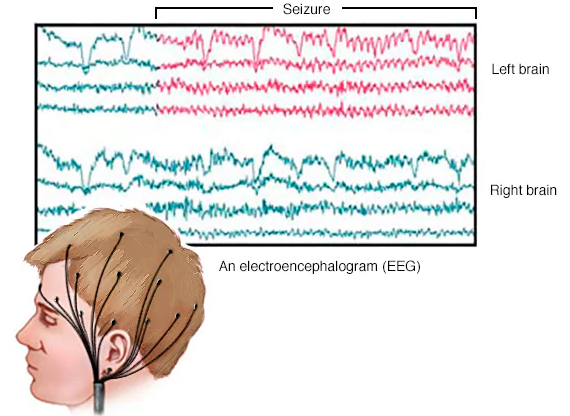 Seizure
Left brain
Right brain
An electroencephalogram (EEG)